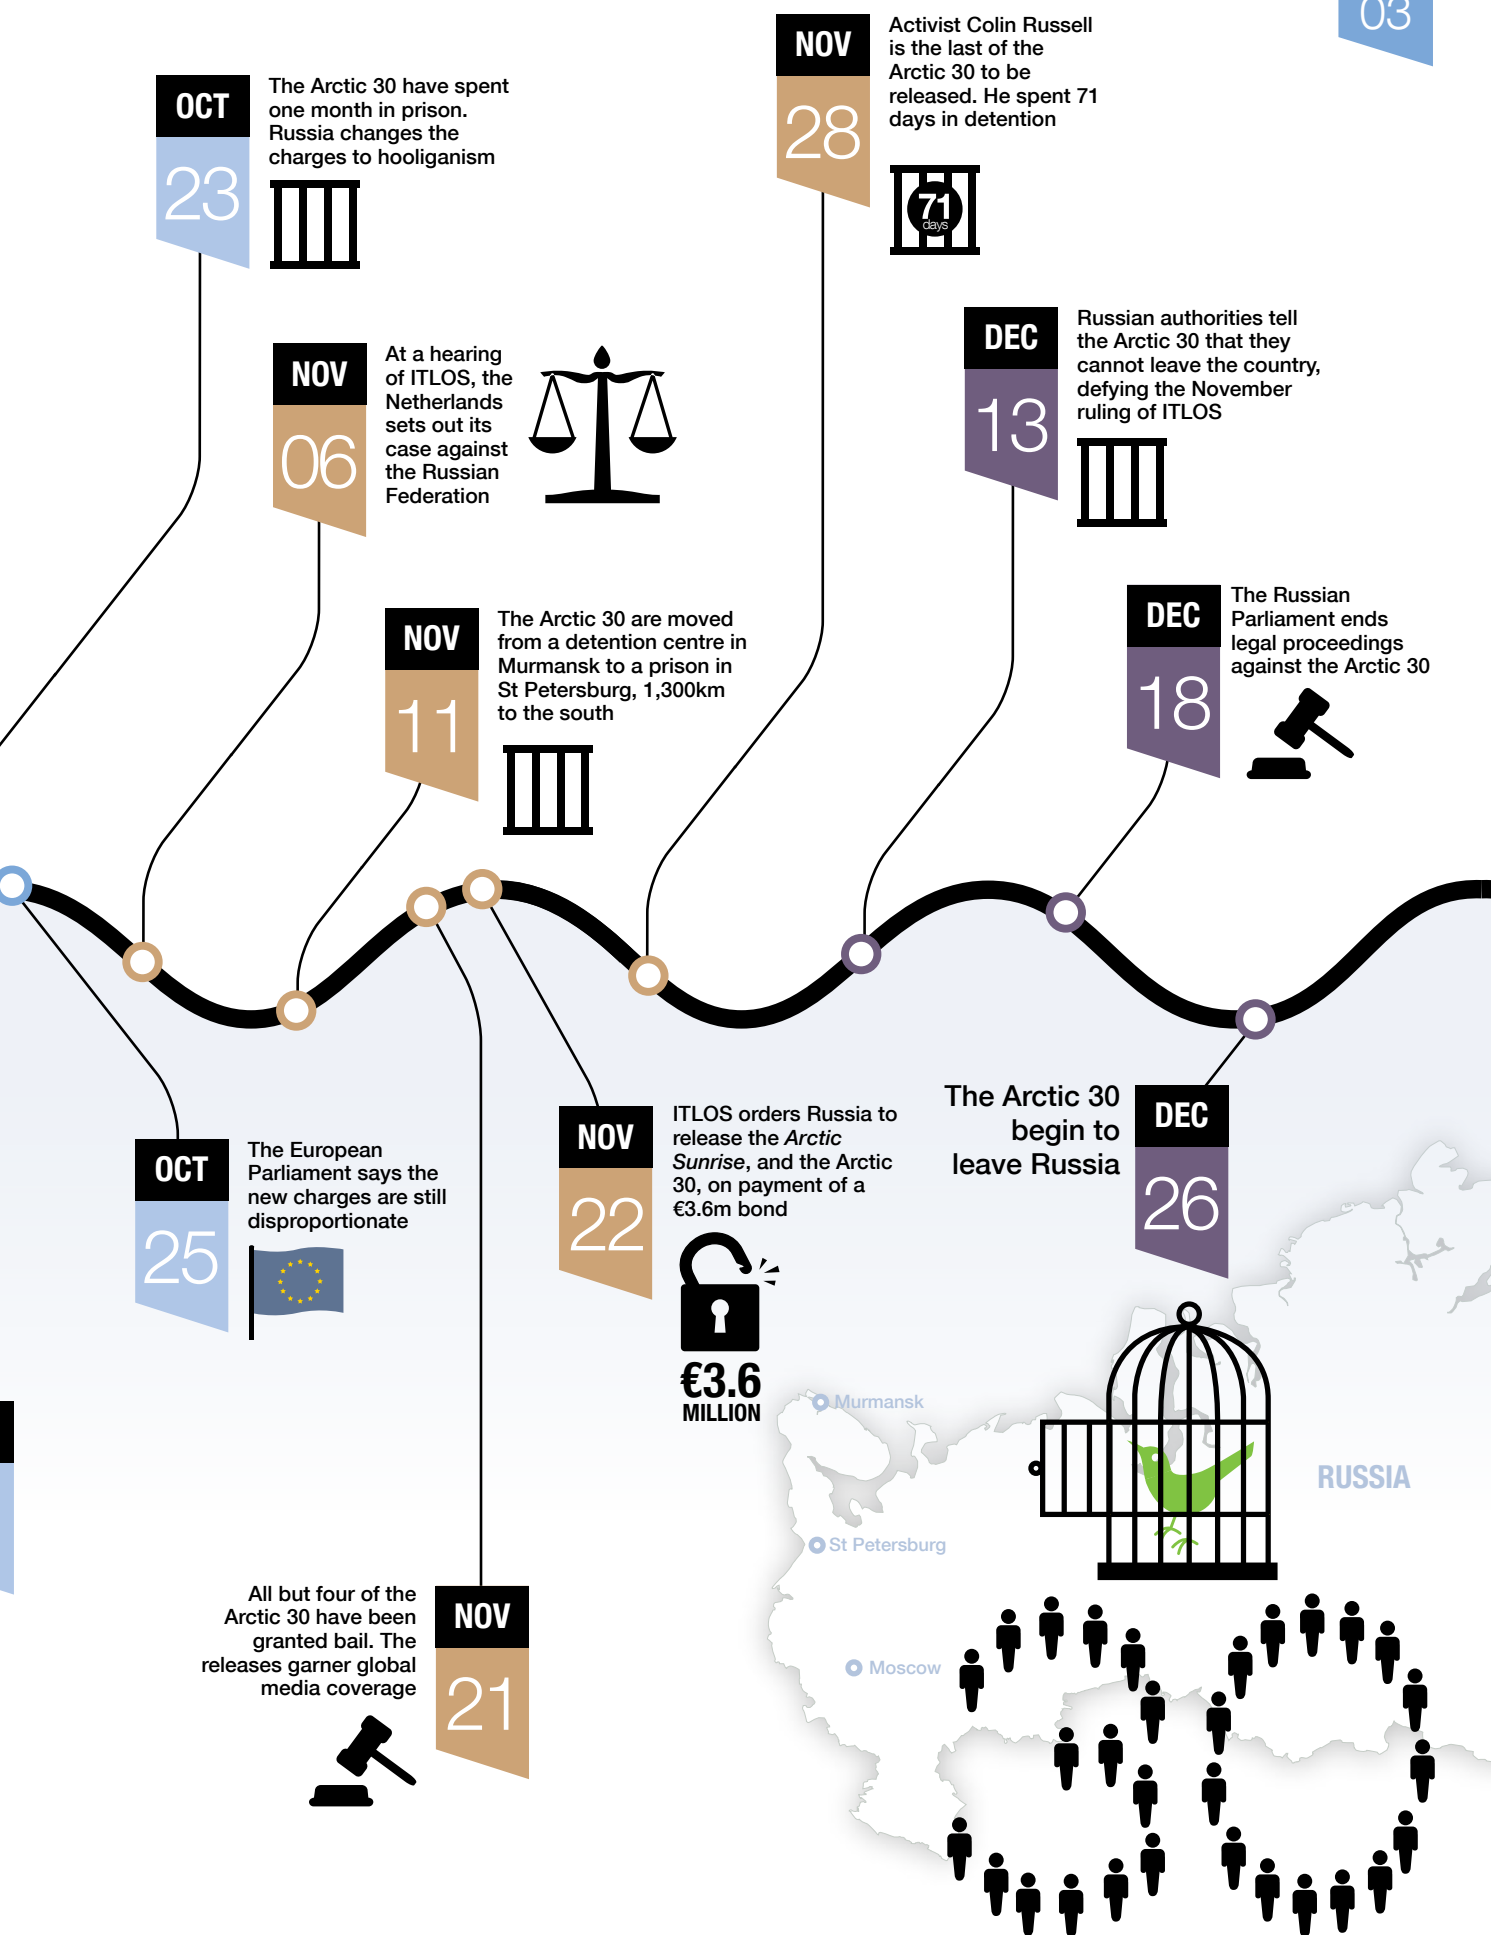 03
OCT
23
The Arctic 30 have spent
one month in prison.
Russia changes the
charges to hooliganism
NOV
28
Activist Colin Russell
is the last of the
Arctic 30 to be
released. He spent 71
days in detention
71
days
NOV
06
At a hearing
of ITLOS, the
Netherlands
sets out its
case against
the Russian
Federation
DEC
13
Russian authorities tell
the Arctic 30 that they
cannot leave the country,
defying the November
ruling of ITLOS
NOV
11
The Arctic 30 are moved
from a detention centre in
Murmansk to a prison in
St Petersburg, 1,300km
to the south
DEC
18
The Russian
Parliament ends
legal proceedings
against the Arctic 30
OCT
25
The European
Parliament says the
new charges are still
disproportionate
NOV
22
ITLOS orders Russia to
release the Arctic
Sunrise, and the Arctic
30, on payment of a
€3.6m bond
€3.6
MILLION
The Arctic 30
begin to
leave Russia
DEC
26
Murmansk
RUSSIA
St Petersburg
Moscow
All but four of the
Arctic 30 have been
granted bail. The
releases garner global
media coverage
NOV
21